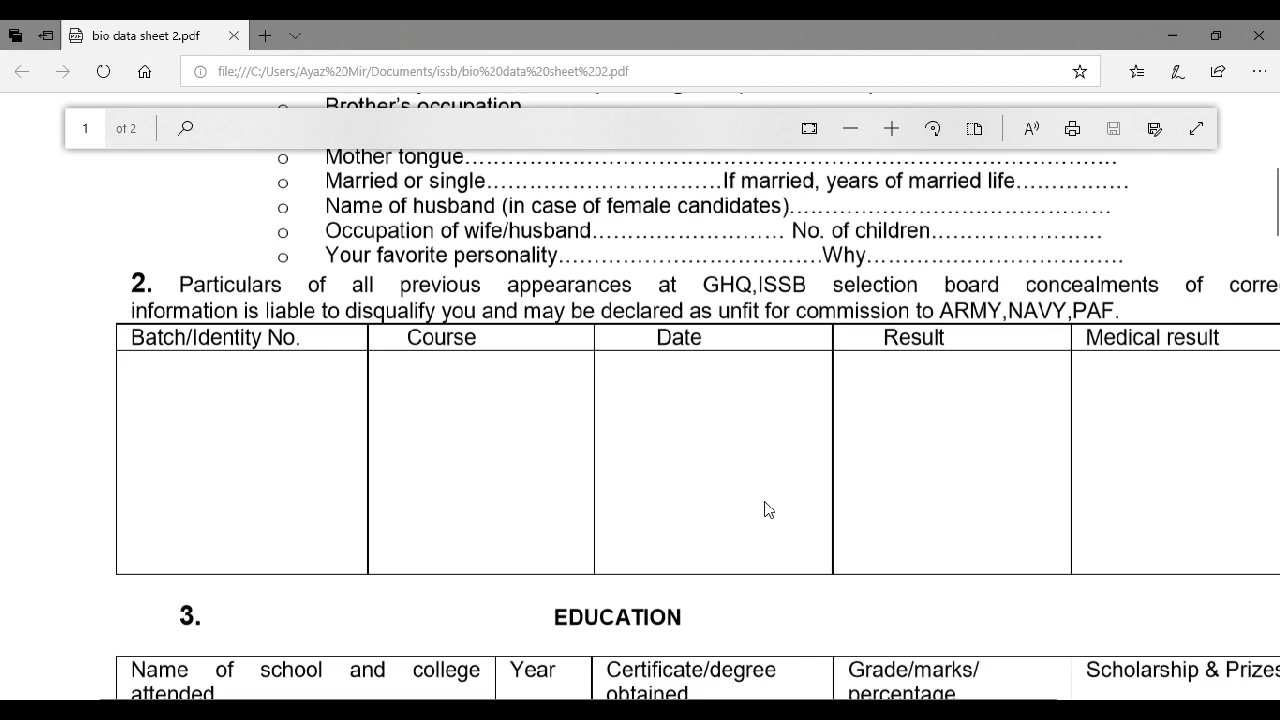 bio data sheet 2.pdf
file:///C:/Users/Ayaz%20Mir/Documents/issb/bio%20data%20sheet%202.pdf
o Brother's occupation
1 of 2
o Mother tongue……………………………………………………………………………
o Married or single…………………………..If married, years of married life…………….
o Name of husband (in case of female candidates)……………………………………
o Occupation of wife/husband…………………… No. of children…………………
o Your favorite personality…………………………………..Why…………………………
2. Particulars of all previous appearances at GHQ,ISSB selection board concealments of corre
information is liable to disqualify you and may be declared as unfit for commission to ARMY,NAVY,PAF.
Batch/Identity No. Course Date Result Medical result
3. EDUCATION
Name of school and college Year Certificate/degree Grade/marks/ Scholarship & Prizes
attended obtained percentage